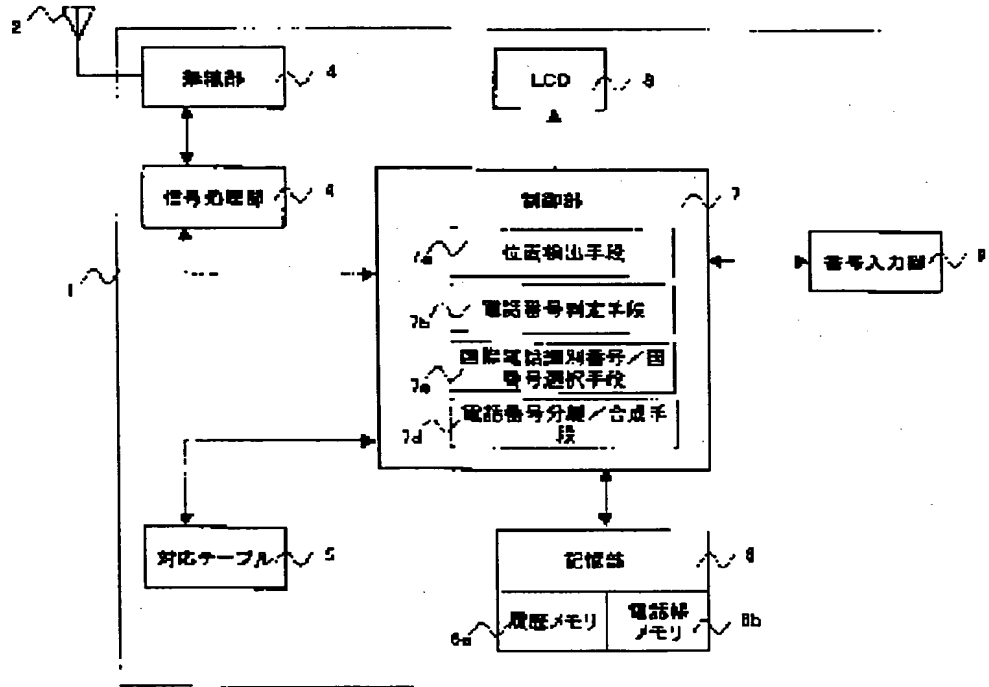 2
無線部 4
LCD 8
信号処理部 4
制御部 7
7a 位置検出手段
1
番号入力部 9
7b 電話番号判定手段
7c 国際電話識別番号／国
番号選択手段
7d 電話番号分離／合成手
段
対応テーブル 5
記憶部 6
6a 履歴メモリ
電話帳
メモリ 6b